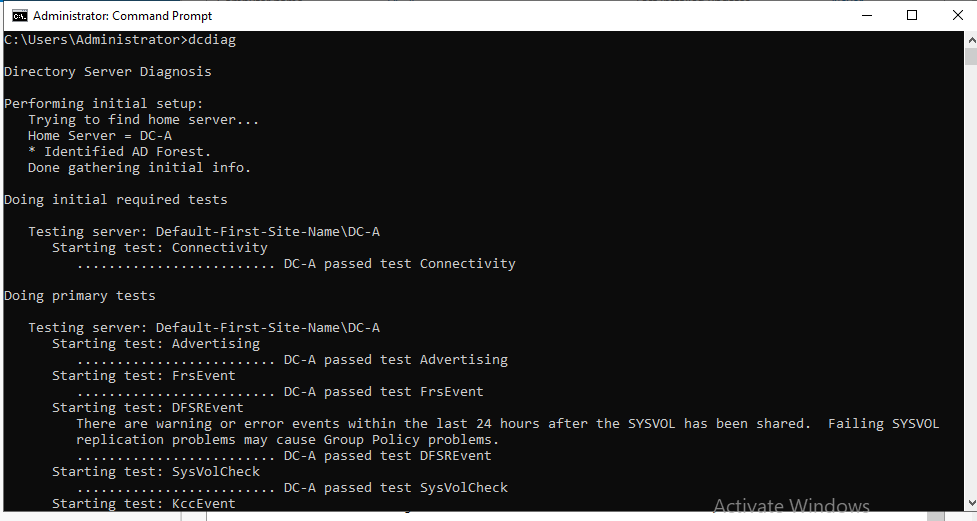 Administrator: Command Prompt
C:\Users\Administrator>dcdiag
Directory Server Diagnosis
Performing initial setup:
Trying to find home server...
Home Server = DC-A
* Identified AD Forest.
Done gathering initial info.
Doing initial required tests
Testing server: Default-First-Site-Name\DC-A
Starting test: Connectivity
......................... DC-A passed test Connectivity
Doing primary tests
Testing server: Default-First-Site-Name\DC-A
Starting test: Advertising
......................... DC-A passed test Advertising
Starting test: FrsEvent
......................... DC-A passed test FrsEvent
Starting test: DFSREvent
There are warning or error events within the last 24 hours after the SYSVOL has been shared.  Failing SYSVOL
replication problems may cause Group Policy problems.
......................... DC-A passed test DFSREvent
Starting test: SysVolCheck
......................... DC-A passed test SysVolCheck
Starting test: KccEvent
Activate Windows